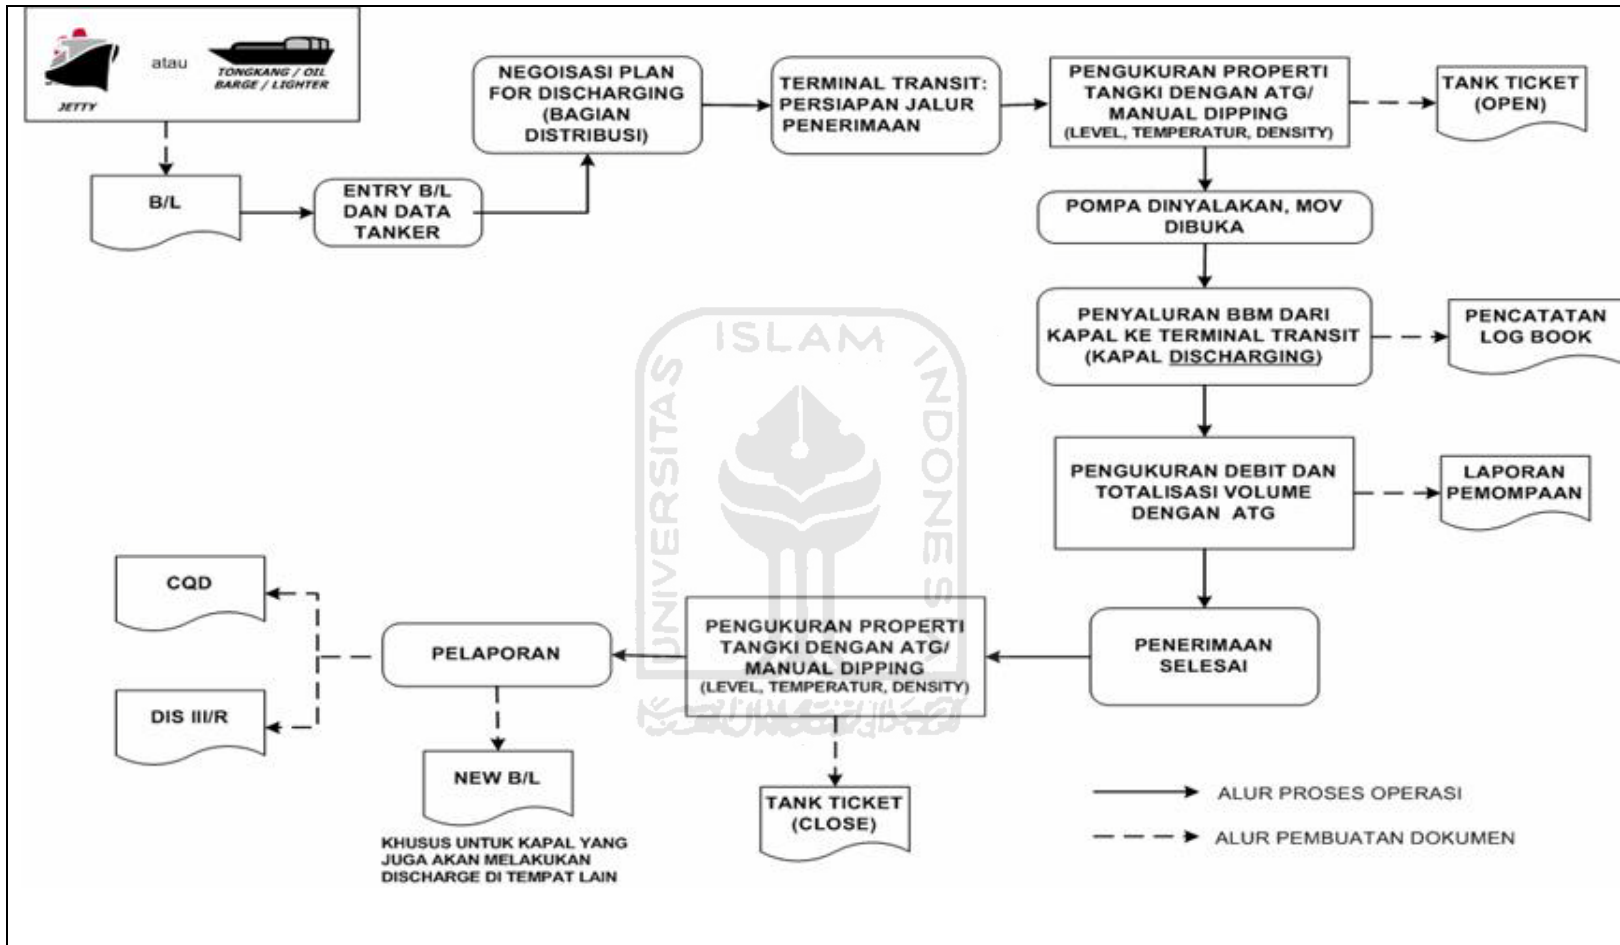 atau
JETTY
TONGKANG / OIL
BARGE / LIGHTER
B/L
ENTRY B/L
DAN DATA
TANKER
NEGOISASI PLAN
FOR DISCHARGING
(BAGIAN
DISTRIBUSI)
TERMINAL TRANSIT:
PERSIAPAN JALUR
PENERIMAAN
PENGUKURAN PROPERTI
TANGKI DENGAN ATG/
MANUAL DIPPING
(LEVEL, TEMPERATUR, DENSITY)
TANK TICKET
(OPEN)
POMPA DINYALAKAN, MOV
DIBUKA
PENYALURAN BBM DARI
KAPAL KE TERMINAL TRANSIT
(KAPAL DISCHARGING)
PENCATATAN
LOG BOOK
PENGUKURAN DEBIT DAN
TOTALISASI VOLUME
DENGAN ATG
LAPORAN
PEMOMPAAN
PENERIMAAN
SELESAI
PENGUKURAN PROPERTI
TANGKI DENGAN ATG/
MANUAL DIPPING
(LEVEL, TEMPERATUR, DENSITY)
TANK TICKET
(CLOSE)
PELAPORAN
CQD
DIS III/R
NEW B/L
KHUSUS UNTUK KAPAL YANG
JUGA AKAN MELAKUKAN
DISCHARGE DI TEMPAT LAIN
ALUR PROSES OPERASI
ALUR PEMBUATAN DOKUMEN
UNIVERSITAS
ISLAM
INDONESIA